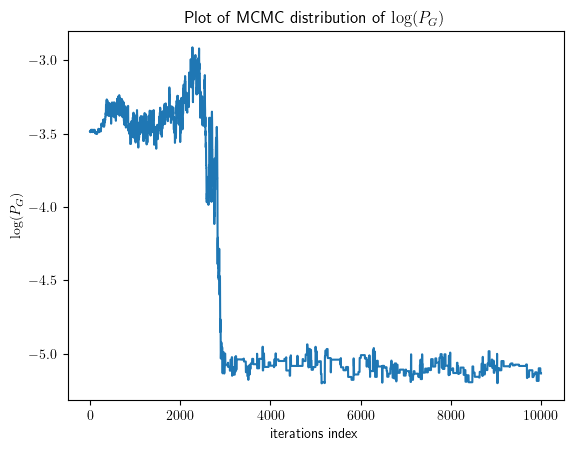 Plot of MCMC distribution of log(P_G)
log(P_G)
−3.0
−3.5
−4.0
−4.5
−5.0
0 2000 4000 6000 8000 10000
iterations index